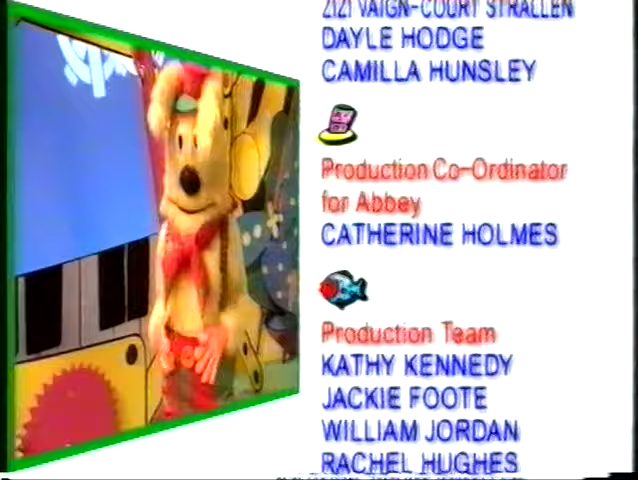 ZIZI VAIGN-COURT STRALLEN
DAYLE HODGE
CAMILLA HUNSLEY
Production Co-Ordinator
for Abbey
CATHERINE HOLMES
Production Team
KATHY KENNEDY
JACKIE FOOTE
WILLIAM JORDAN
RACHEL HUGHES